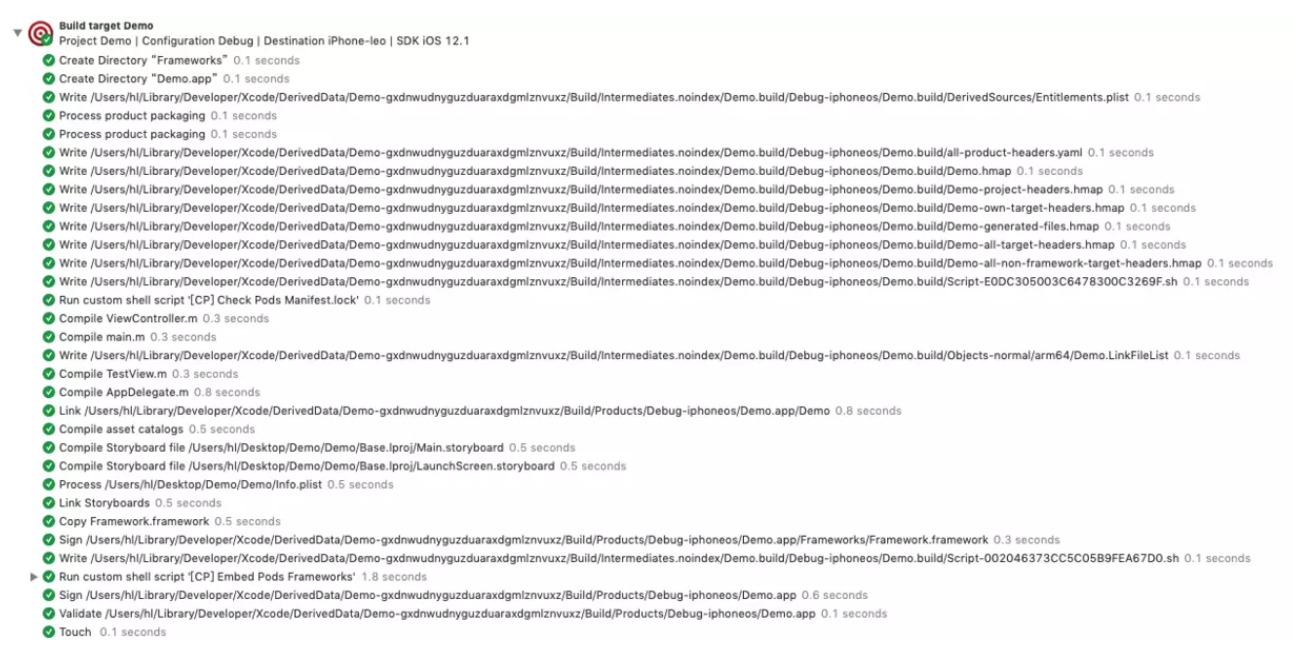 Build target Demo
Project Demo | Configuration Debug | Destination iPhone-leo | SDK iOS 12.1
Create Directory “Frameworks” 0.1 seconds
Create Directory “Demo.app” 0.1 seconds
Write /Users/hl/Library/Developer/Xcode/DerivedData/Demo-gxdnwudnyguzduaraxdgmlznvuxz/Build/Intermediates.noindex/Demo.build/Debug-iphoneos/Demo.build/DerivedSources/Entitlements.plist 0.1 seconds
Process product packaging 0.1 seconds
Process product packaging 0.1 seconds
Write /Users/hl/Library/Developer/Xcode/DerivedData/Demo-gxdnwudnyguzduaraxdgmlznvuxz/Build/Intermediates.noindex/Demo.build/Debug-iphoneos/Demo.build/all-product-headers.yaml 0.1 seconds
Write /Users/hl/Library/Developer/Xcode/DerivedData/Demo-gxdnwudnyguzduaraxdgmlznvuxz/Build/Intermediates.noindex/Demo.build/Debug-iphoneos/Demo.build/Demo.hmap 0.1 seconds
Write /Users/hl/Library/Developer/Xcode/DerivedData/Demo-gxdnwudnyguzduaraxdgmlznvuxz/Build/Intermediates.noindex/Demo.build/Debug-iphoneos/Demo.build/Demo-project-headers.hmap 0.1 seconds
Write /Users/hl/Library/Developer/Xcode/DerivedData/Demo-gxdnwudnyguzduaraxdgmlznvuxz/Build/Intermediates.noindex/Demo.build/Debug-iphoneos/Demo.build/Demo-own-target-headers.hmap 0.1 seconds
Write /Users/hl/Library/Developer/Xcode/DerivedData/Demo-gxdnwudnyguzduaraxdgmlznvuxz/Build/Intermediates.noindex/Demo.build/Debug-iphoneos/Demo.build/Demo-generated-files.hmap 0.1 seconds
Write /Users/hl/Library/Developer/Xcode/DerivedData/Demo-gxdnwudnyguzduaraxdgmlznvuxz/Build/Intermediates.noindex/Demo.build/Debug-iphoneos/Demo.build/Demo-all-target-headers.hmap 0.1 seconds
Write /Users/hl/Library/Developer/Xcode/DerivedData/Demo-gxdnwudnyguzduaraxdgmlznvuxz/Build/Intermediates.noindex/Demo.build/Debug-iphoneos/Demo.build/Demo-all-non-framework-target-headers.hmap 0.1 seconds
Write /Users/hl/Library/Developer/Xcode/DerivedData/Demo-gxdnwudnyguzduaraxdgmlznvuxz/Build/Intermediates.noindex/Demo.build/Debug-iphoneos/Demo.build/Script-E0DC305003C6478300C3269F.sh 0.1 seconds
Run custom shell script '[CP] Check Pods Manifest.lock' 0.1 seconds
Compile ViewController.m 0.3 seconds
Compile main.m 0.3 seconds
Write /Users/hl/Library/Developer/Xcode/DerivedData/Demo-gxdnwudnyguzduaraxdgmlznvuxz/Build/Intermediates.noindex/Demo.build/Debug-iphoneos/Demo.build/Objects-normal/arm64/Demo.LinkFileList 0.1 seconds
Compile TestView.m 0.3 seconds
Compile AppDelegate.m 0.8 seconds
Link /Users/hl/Library/Developer/Xcode/DerivedData/Demo-gxdnwudnyguzduaraxdgmlznvuxz/Build/Products/Debug-iphoneos/Demo.app/Demo 0.8 seconds
Compile asset catalogs 0.5 seconds
Compile Storyboard file /Users/hl/Desktop/Demo/Demo/Base.lproj/Main.storyboard 0.5 seconds
Compile Storyboard file /Users/hl/Desktop/Demo/Demo/Base.lproj/LaunchScreen.storyboard 0.5 seconds
Process /Users/hl/Desktop/Demo/Demo/Info.plist 0.5 seconds
Link Storyboards 0.5 seconds
Copy Framework.framework 0.5 seconds
Sign /Users/hl/Library/Developer/Xcode/DerivedData/Demo-gxdnwudnyguzduaraxdgmlznvuxz/Build/Products/Debug-iphoneos/Demo.app/Frameworks/Framework.framework 0.3 seconds
Write /Users/hl/Library/Developer/Xcode/DerivedData/Demo-gxdnwudnyguzduaraxdgmlznvuxz/Build/Intermediates.noindex/Demo.build/Debug-iphoneos/Demo.build/Script-002046373CC5C05B9FEA67D0.sh 0.1 seconds
Run custom shell script '[CP] Embed Pods Frameworks' 1.8 seconds
Sign /Users/hl/Library/Developer/Xcode/DerivedData/Demo-gxdnwudnyguzduaraxdgmlznvuxz/Build/Products/Debug-iphoneos/Demo.app 0.6 seconds
Validate /Users/hl/Library/Developer/Xcode/DerivedData/Demo-gxdnwudnyguzduaraxdgmlznvuxz/Build/Products/Debug-iphoneos/Demo.app 0.1 seconds
Touch 0.1 seconds